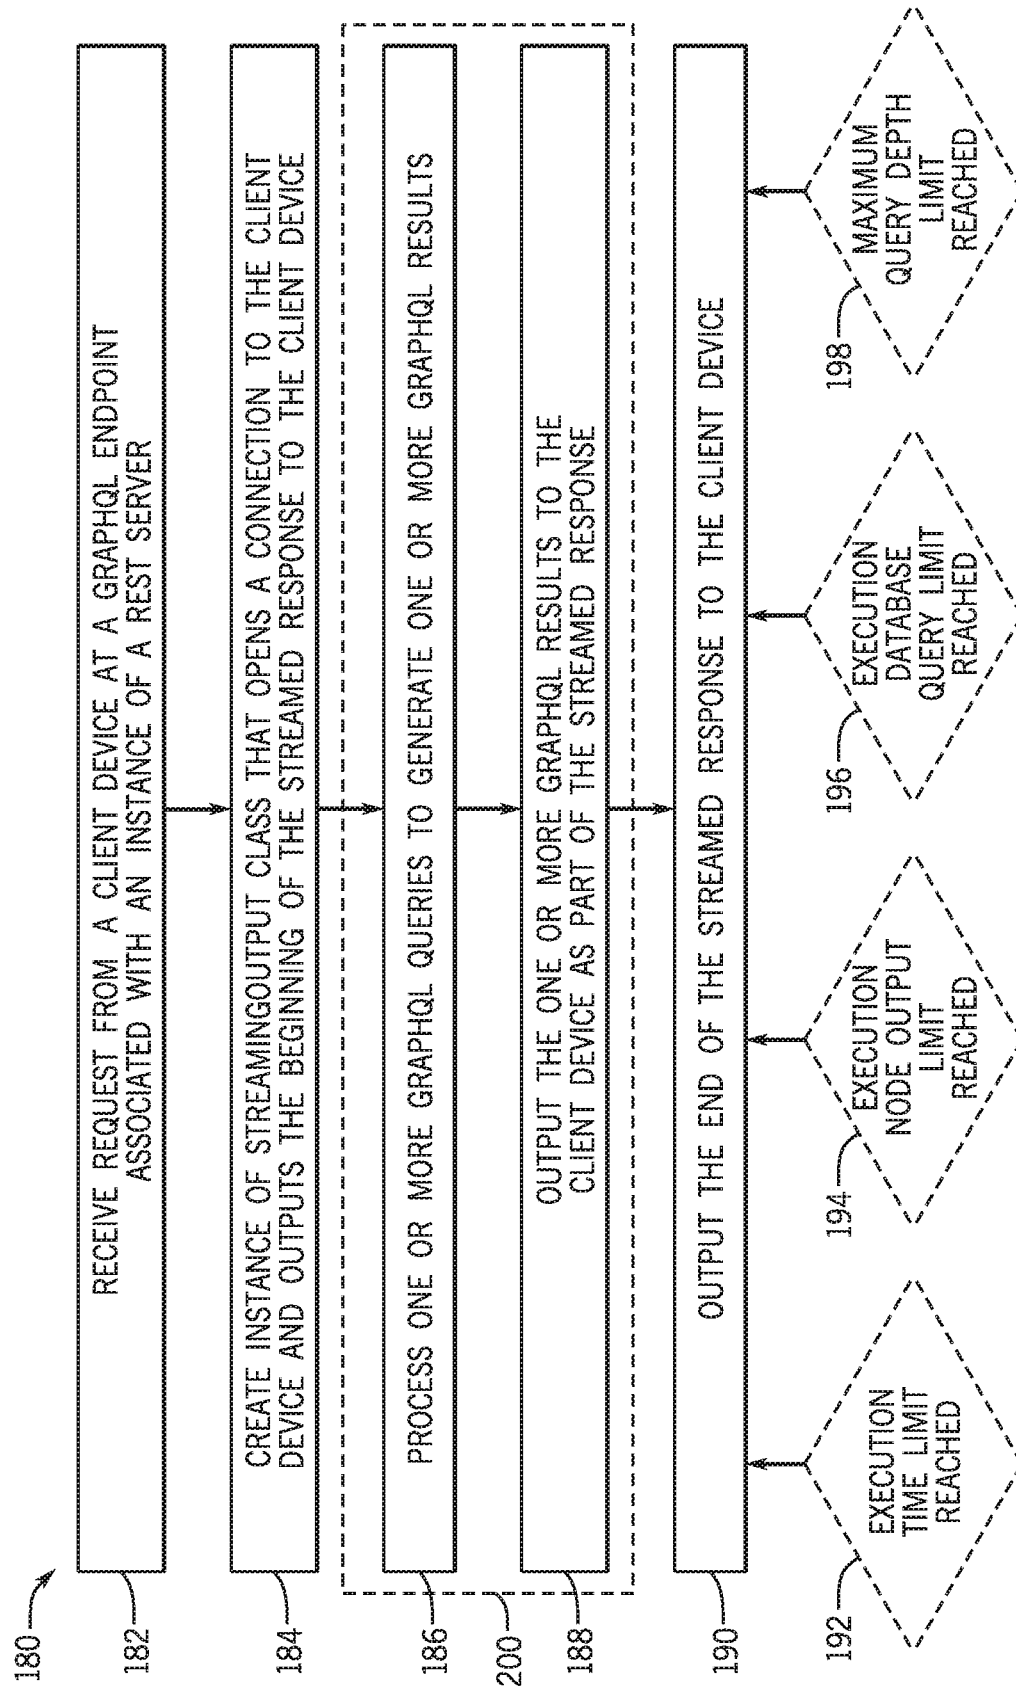 180
182
RECEIVE REQUEST FROM A CLIENT DEVICE AT A GRAPHQL ENDPOINT
ASSOCIATED WITH AN INSTANCE OF A REST SERVER
184
CREATE INSTANCE OF STREAMINGOUTPUT CLASS THAT OPENS A CONNECTION TO THE CLIENT
DEVICE AND OUTPUTS THE BEGINNING OF THE STREAMED RESPONSE TO THE CLIENT DEVICE
186
PROCESS ONE OR MORE GRAPHQL QUERIES TO GENERATE ONE OR MORE GRAPHQL RESULTS
200
188
OUTPUT THE ONE OR MORE GRAPHQL RESULTS TO THE
CLIENT DEVICE AS PART OF THE STREAMED RESPONSE
190
OUTPUT THE END OF THE STREAMED RESPONSE TO THE CLIENT DEVICE
192
EXECUTION
TIME LIMIT
REACHED
194
EXECUTION
NODE OUTPUT
LIMIT
REACHED
196
EXECUTION
DATABASE
QUERY LIMIT
REACHED
198
MAXIMUM
QUERY DEPTH
LIMIT
REACHED